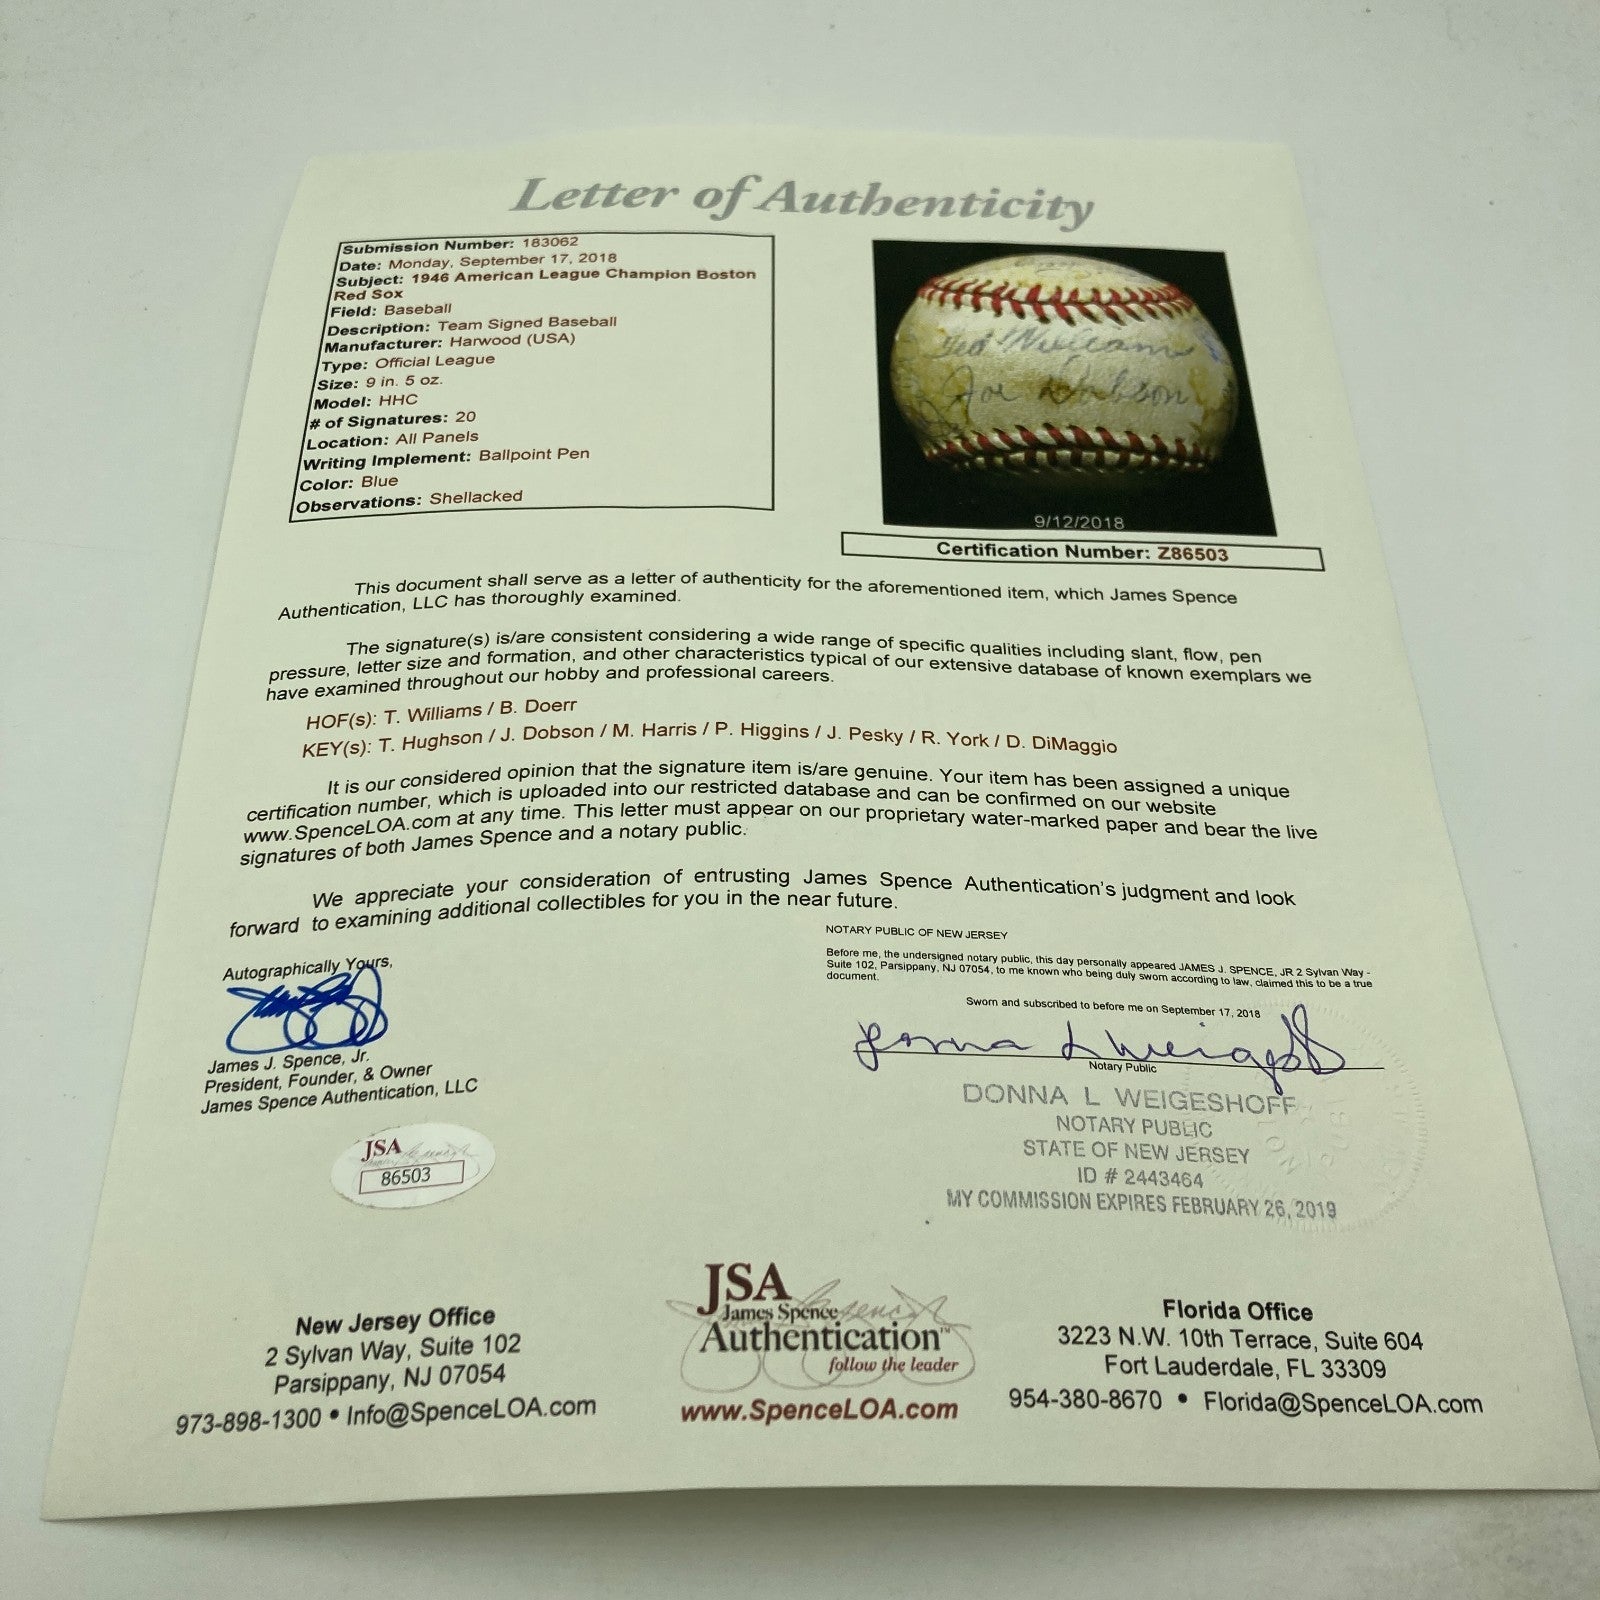 Letter of Authenticity
Submission Number: 183062
Date: Monday, September 17, 2018
Subject: 1946 American League Champion Boston
Red Sox
Field: Baseball
Description: Team Signed Baseball
Manufacturer: Harwood (USA)
Type: Official League
Size: 9 in. 5 oz.
Model: HHC
# of Signatures: 20
Location: All Panels
Writing Implement: Ballpoint Pen
Color: Blue
Observations: Shellacked
Ted Williams
Joe Dobson
9/12/2018
Certification Number: Z86503
This document shall serve as a letter of authenticity for the aforementioned item, which James Spence
Authentication, LLC has thoroughly examined.
The signature(s) is/are consistent considering a wide range of specific qualities including slant, flow, pen
pressure, letter size and formation, and other characteristics typical of our extensive database of known exemplars we
have examined throughout our hobby and professional careers.
HOF(s): T. Williams / B. Doerr
KEY(s): T. Hughson / J. Dobson / M. Harris / P. Higgins / J. Pesky / R. York / D. DiMaggio
It is our considered opinion that the signature item is/are genuine. Your item has been assigned a unique
certification number, which is uploaded into our restricted database and can be confirmed on our website
www.SpenceLOA.com at any time. This letter must appear on our proprietary water-marked paper and bear the live
signatures of both James Spence and a notary public.
We appreciate your consideration of entrusting James Spence Authentication's judgment and look
forward to examining additional collectibles for you in the near future.
NOTARY PUBLIC OF NEW JERSEY
Before me, the undersigned notary public, this day personally appeared JAMES J. SPENCE, JR 2 Sylvan Way -
Suite 102, Parsippany, NJ 07054, to me known who being duly sworn according to law, claimed this to be a true
document.
Sworn and subscribed to before me on September 17, 2018
Donna L Weigeshoff
Notary Public
DONNA L WEIGESHOFF
NOTARY PUBLIC
STATE OF NEW JERSEY
ID # 2443464
MY COMMISSION EXPIRES FEBRUARY 26, 2019
Autographically Yours,
James J. Spence, Jr.
President, Founder, & Owner
James Spence Authentication, LLC
JSA
86503
New Jersey Office
2 Sylvan Way, Suite 102
Parsippany, NJ 07054
973-898-1300 • Info@SpenceLOA.com
JSA
James Spence
Authentication™
follow the leader
www.SpenceLOA.com
Florida Office
3223 N.W. 10th Terrace, Suite 604
Fort Lauderdale, FL 33309
954-380-8670 • Florida@SpenceLOA.com